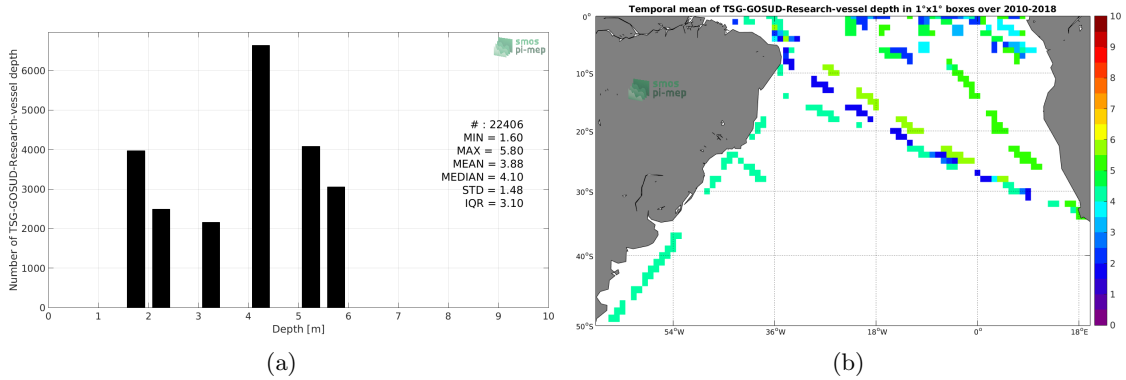 smos
pi-mep
# : 22406
MIN = 1.60
MAX = 5.80
MEAN = 3.88
MEDIAN = 4.10
STD = 1.48
IQR = 3.10
Number of TSG-GOSUD-Research-vessel depth
6000
5000
4000
3000
2000
1000
0
0 1 2 3 4 5 6 7 8 9 10
Depth [m]
(a)
Temporal mean of TSG-GOSUD-Research-vessel depth in 1°x1° boxes over 2010-2018
smos
pi-mep
0°
10°S
20°S
30°S
40°S
50°S
54°W 36°W 18°W 0° 18°E
10
9
8
7
6
5
4
3
2
1
0
(b)